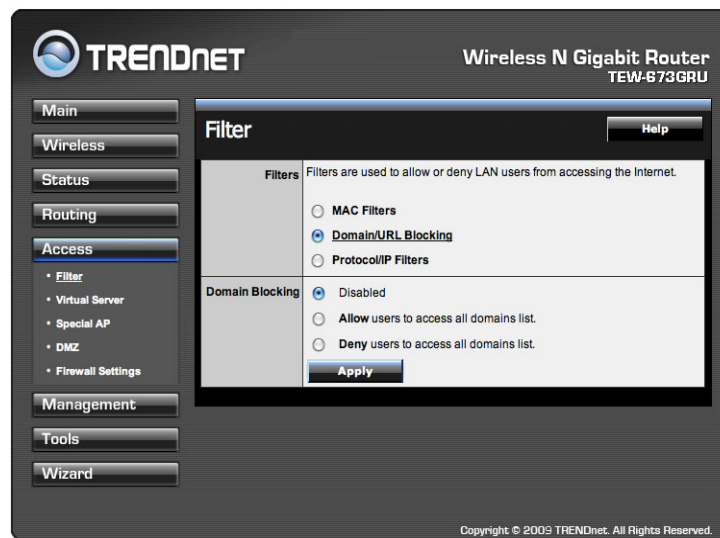 TRENDNET
Wireless N Gigabit Router
TEW-673GRU
Main
Wireless
Status
Routing
Access
• Filter
• Virtual Server
• Special AP
• DMZ
• Firewall Settings
Management
Tools
Wizard
Filter
Help
Filters
Filters are used to allow or deny LAN users from accessing the Internet.
MAC Filters
Domain/URL Blocking
Protocol/IP Filters
Domain Blocking
Disabled
Allow users to access all domains list.
Deny users to access all domains list.
Apply
Copyright © 2009 TRENDnet. All Rights Reserved.